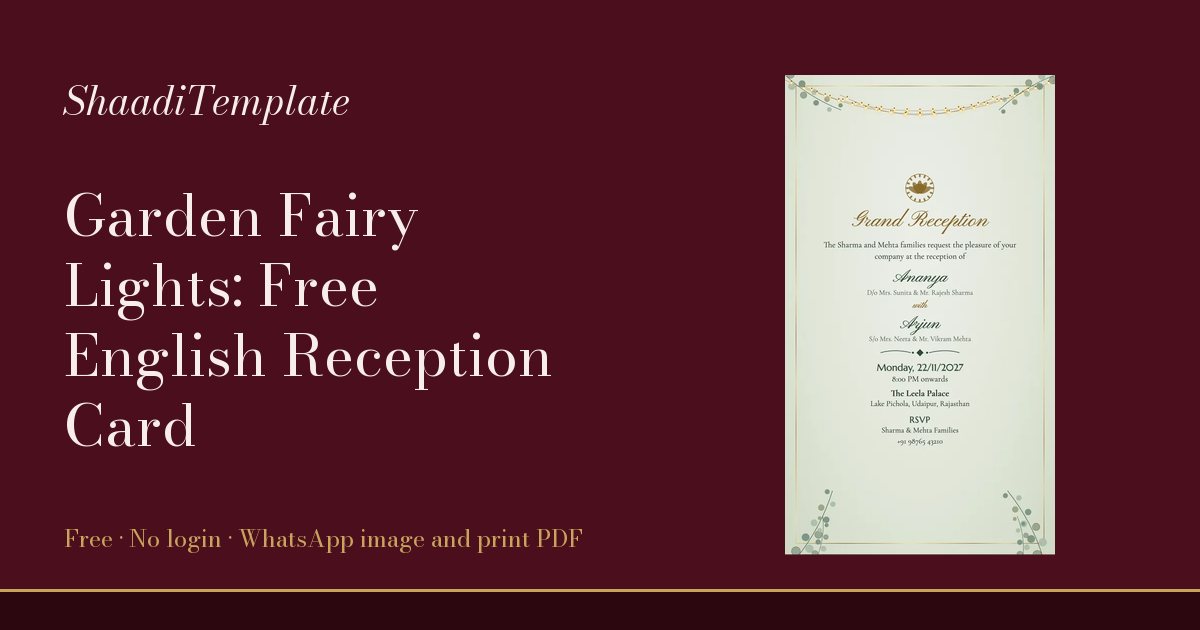 ShaadiTemplate
Garden Fairy
Lights: Free
English Reception
Card
Free · No login · WhatsApp image and print PDF
Grand Reception
The Sharma and Mehta families request the pleasure of your
company at the reception of
Ananya
D/o Mrs. Sunita & Mr. Rajesh Sharma
with
Arjun
S/o Mrs. Neeta & Mr. Vikram Mehta
Monday, 22/11/2027
8:00 PM onwards
The Leela Palace
Lake Pichola, Udaipur, Rajasthan
RSVP
Sharma & Mehta Families
+91 98765 43210